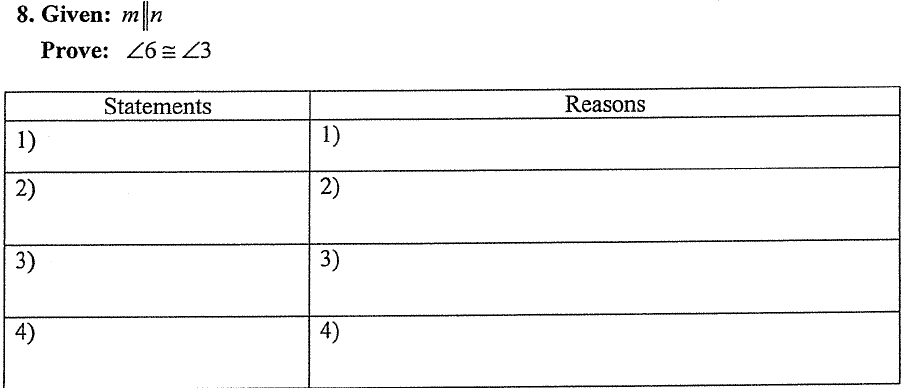 8. Given: m∥n
Prove: ∠6 ≅ ∠3
Statements Reasons
1) 1)
2) 2)
3) 3)
4) 4)